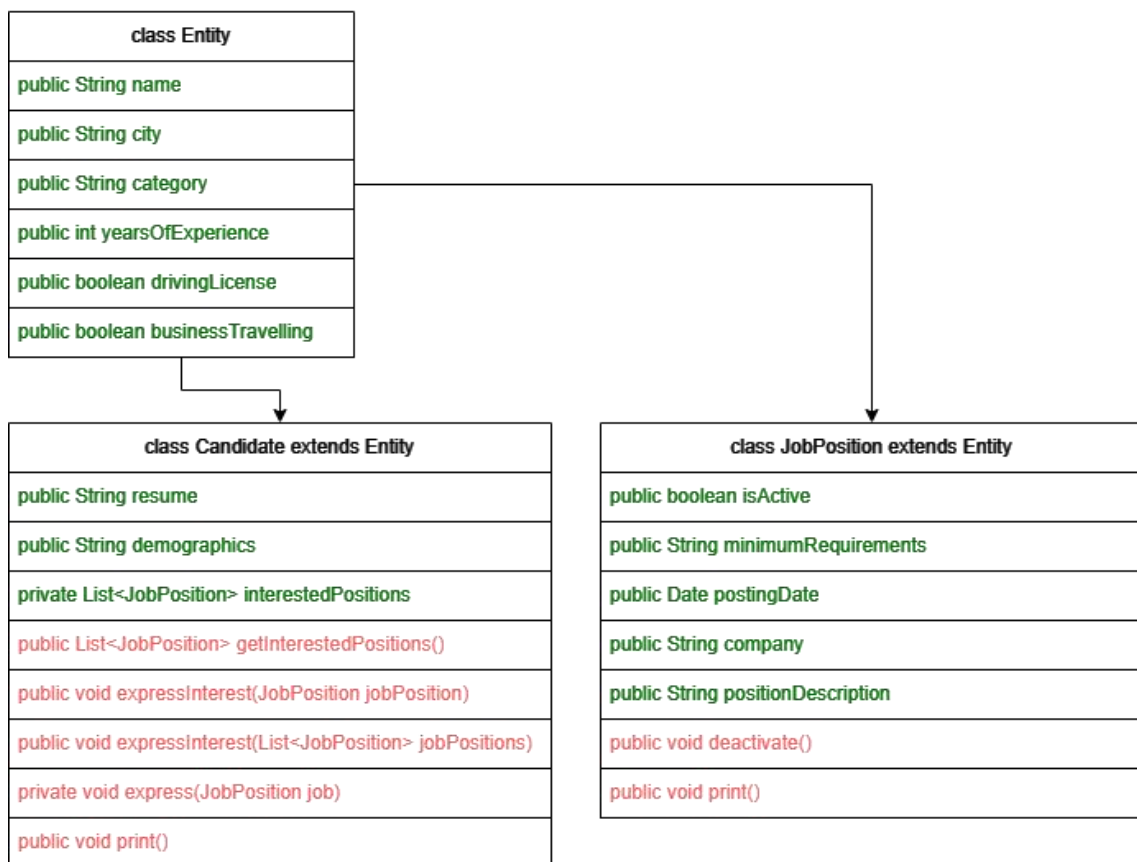 class Entity
public String name
public String city
public String category
public int yearsOfExperience
public boolean drivingLicense
public boolean businessTravelling
class Candidate extends Entity
public String resume
public String demographics
private List<JobPosition> interestedPositions
public List<JobPosition> getInterestedPositions()
public void expressInterest(JobPosition jobPosition)
public void expressInterest(List<JobPosition> jobPositions)
private void express(JobPosition job)
public void print()
class JobPosition extends Entity
public boolean isActive
public String minimumRequirements
public Date postingDate
public String company
public String positionDescription
public void deactivate()
public void print()